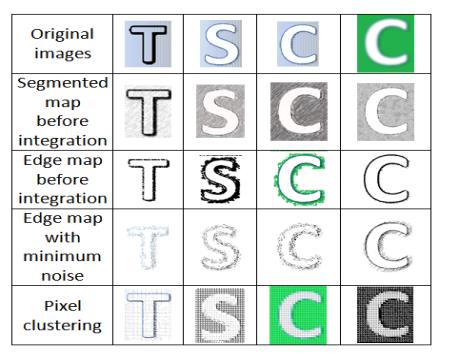 Original
images
T S C C
Segmented
map
before
integration
T S C C
Edge map
before
integration
T S C C
Edge map
with
minimum
noise
T S C C
Pixel
clustering
T S C C